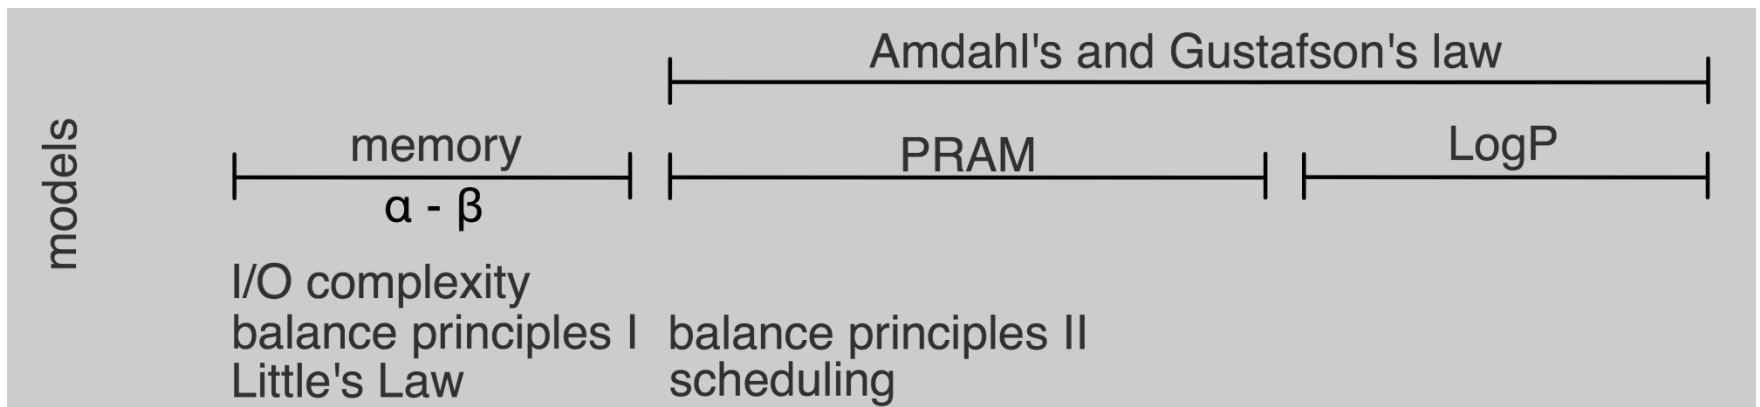 models
Amdahl's and Gustafson's law
memory
PRAM
LogP
α - β
I/O complexity
balance principles I
balance principles II
Little's Law
scheduling